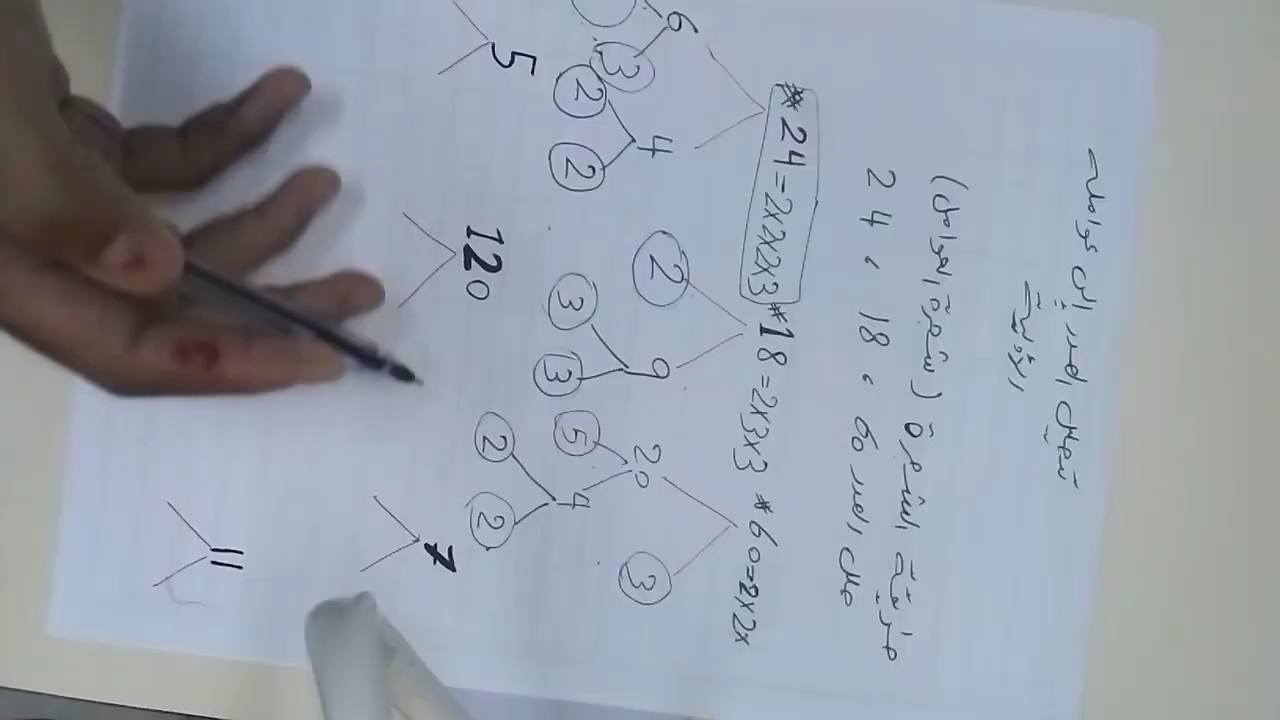 تحليل العدد إلى عوامله
الأولية
طريقة الشجرة (شجرة العوامل)
حلل العدد 60 ، 18 ، 24
# 24 = 2x2x2x3 # 18 = 2x3x3 # 60 = 2x2x
6 4 2 9 20 3
3 2 2 3 3 5 4
2 2
5 120 7
11